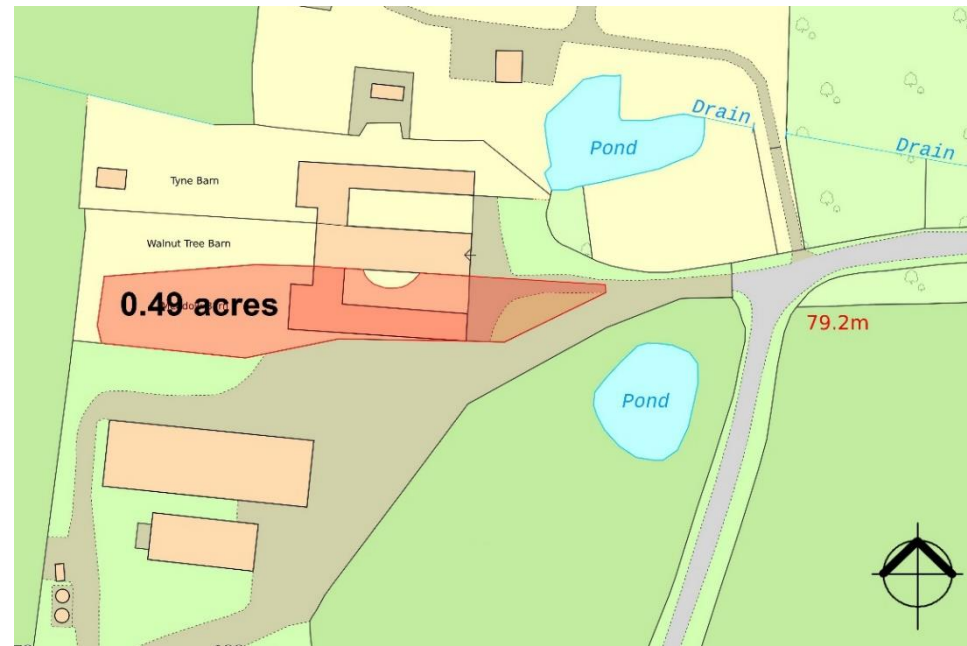 Drain
Pond
Drain
Tyne Barn
Walnut Tree Barn
0.49 acres
79.2m
Pond